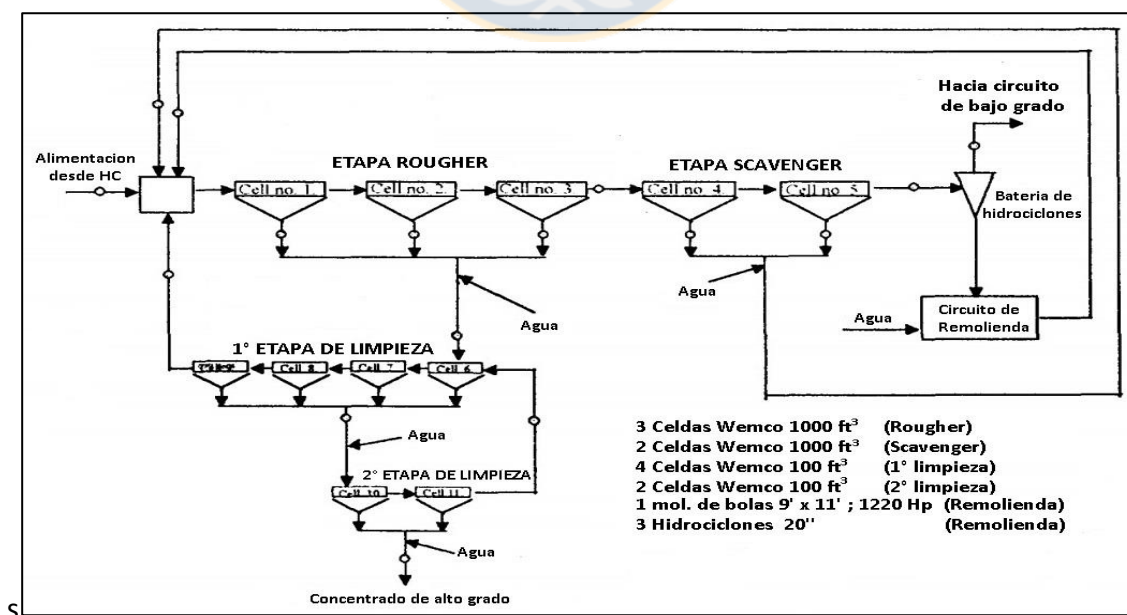 Hacia circuito
de bajo grado
Alimentacion
desde HC
ETAPA ROUGHER
ETAPA SCAVENGER
Cell no. 1.
Cell no. 2.
Cell no. 3
Cell no. 4.
Cell no. 5.
Bateria de
hidrociclones
Agua
Agua
Agua
Circuito de
Remolienda
1° ETAPA DE LIMPIEZA
Cell. 8.
Cell. 7
Cell. 6
Agua
2° ETAPA DE LIMPIEZA
Cell. 10
Cell 11
Agua
Concentrado de alto grado
3 Celdas Wemco 1000 ft³ (Rougher)
2 Celdas Wemco 1000 ft³ (Scavenger)
4 Celdas Wemco 100 ft³ (1° limpieza)
2 Celdas Wemco 100 ft³ (2° limpieza)
1 mol. de bolas 9' x 11' ; 1220 Hp (Remolienda)
3 Hidrociclones 20'' (Remolienda)
S